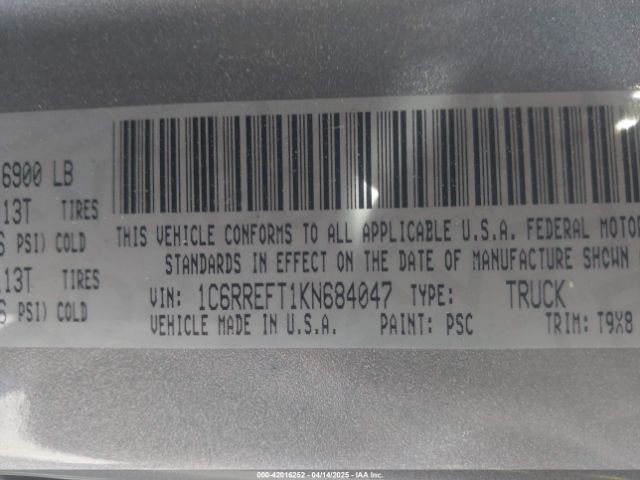 6900 LB
13T TIRES
PSI) COLD
13T TIRES
PSI) COLD
THIS VEHICLE CONFORMS TO ALL APPLICABLE U.S.A. FEDERAL MOTOR
STANDARDS IN EFFECT ON THE DATE OF MANUFACTURE SHOWN
VIN: 1C6RREFT1KN684047 TYPE: TRUCK
VEHICLE MADE IN U.S.A. PAINT: PSC TRIM: T9X8
000-42016252 - 04/14/2025 - Copyright © IAA, Inc.